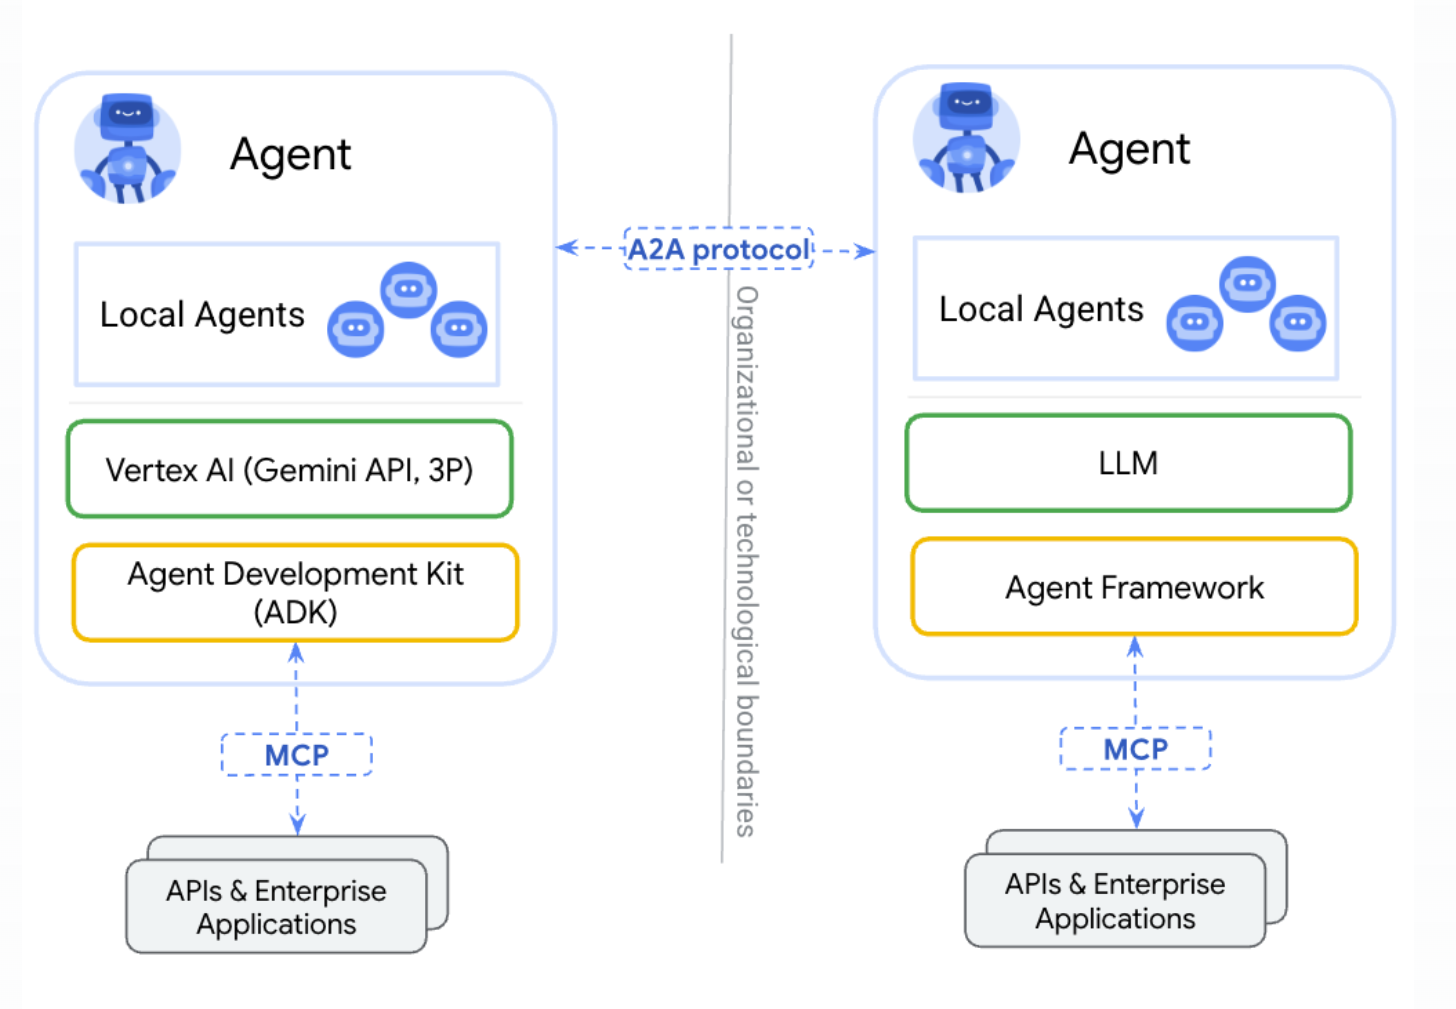 Agent
Local Agents
Vertex AI (Gemini API, 3P)
Agent Development Kit
(ADK)
MCP
APIs & Enterprise
Applications
A2A protocol
Organizational or technological boundaries
Agent
Local Agents
LLM
Agent Framework
MCP
APIs & Enterprise
Applications